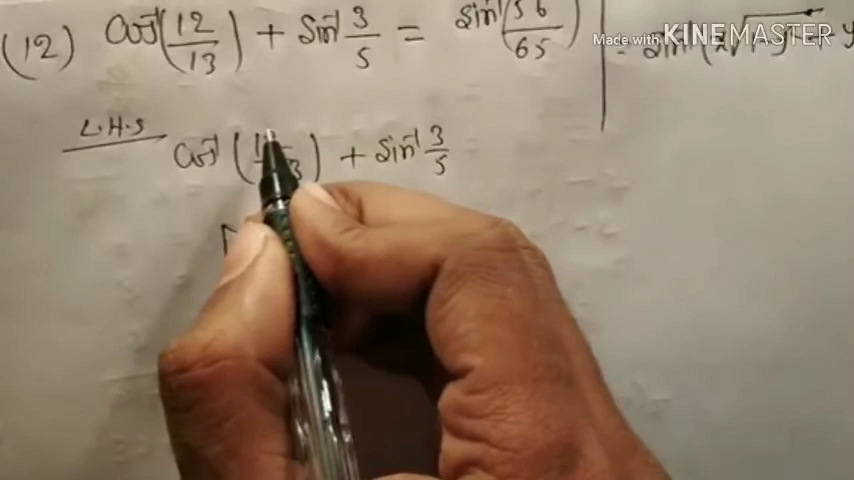 (12) cos⁻¹(12/13) + sin⁻¹ 3/5 = sin⁻¹(56/65)
Made with KINEMASTER
L.H.S
cos⁻¹ ( ) + sin⁻¹ 3/5